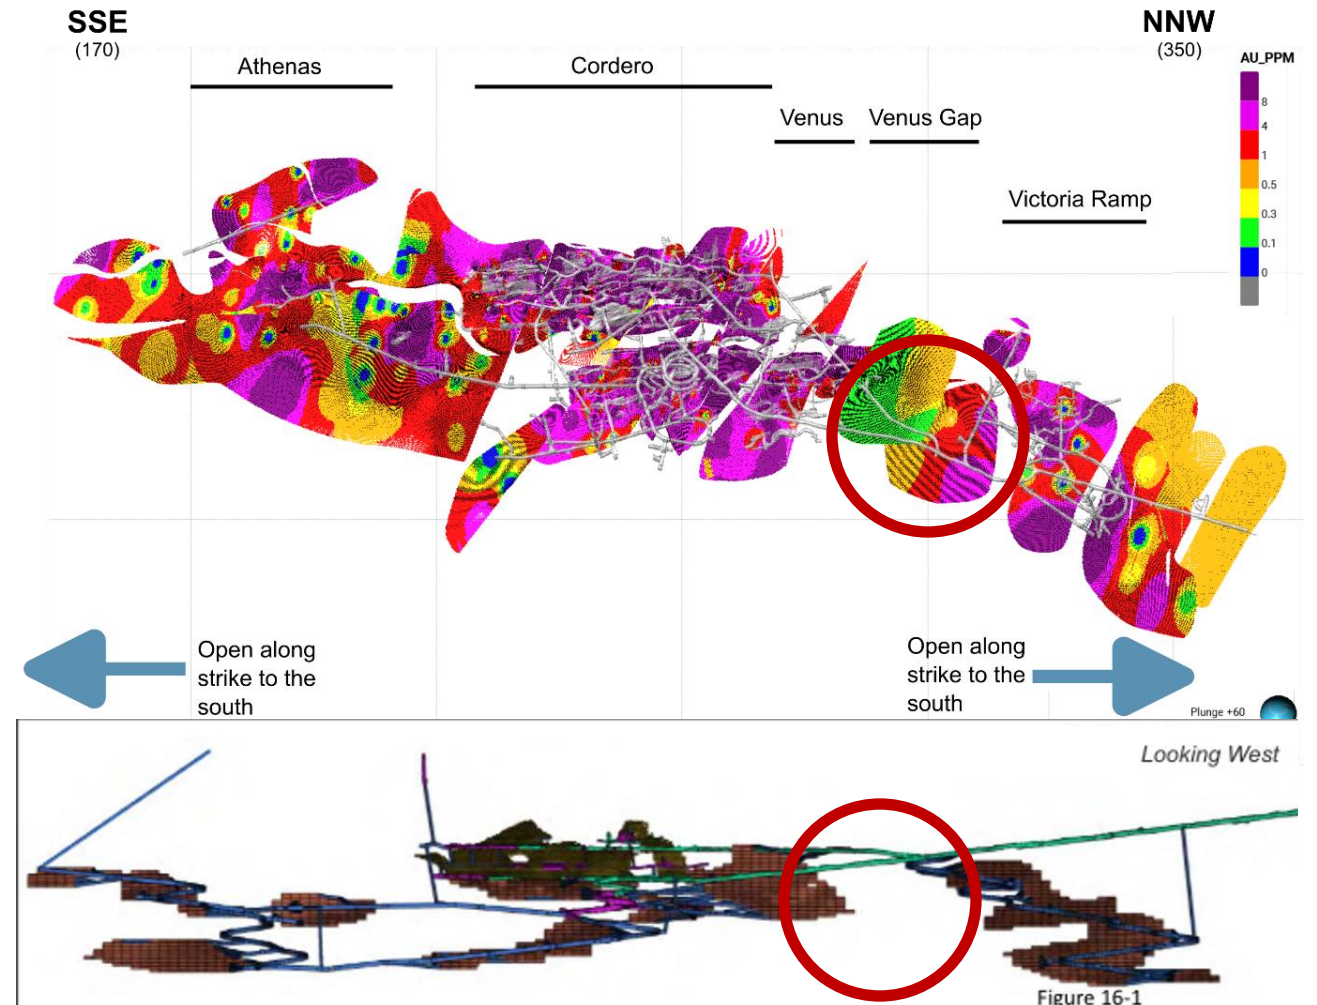 SSE
(170)
NNW
(350)
Athenas
Cordero
Venus
Venus Gap
Victoria Ramp
AU_PPM
8
4
1
0.5
0.3
0.1
0
Open along
strike to the
south
Open along
strike to the
south
Plunge +60
Looking West
Figure 16-1